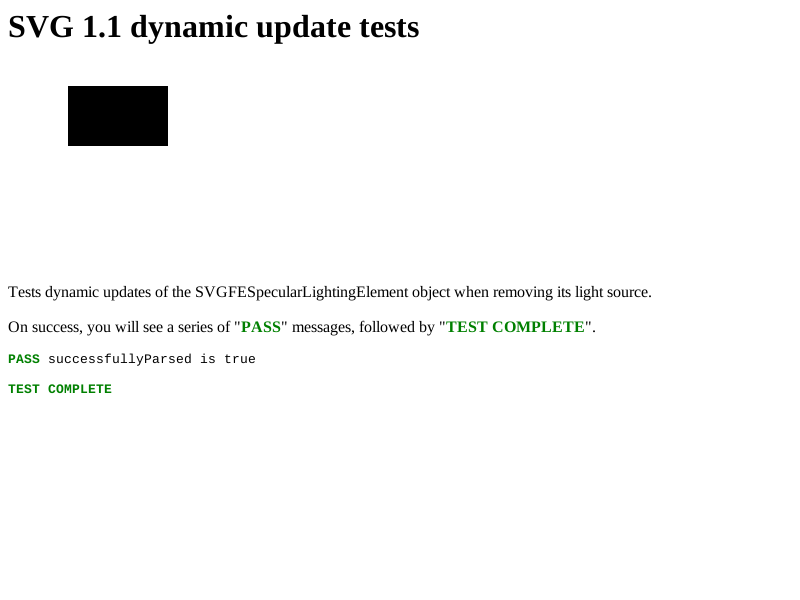 SVG 1.1 dynamic update tests
Tests dynamic updates of the SVGFESpecularLightingElement object when removing its light source.
On success, you will see a series of "PASS" messages, followed by "TEST COMPLETE".
PASS successfullyParsed is true
TEST COMPLETE